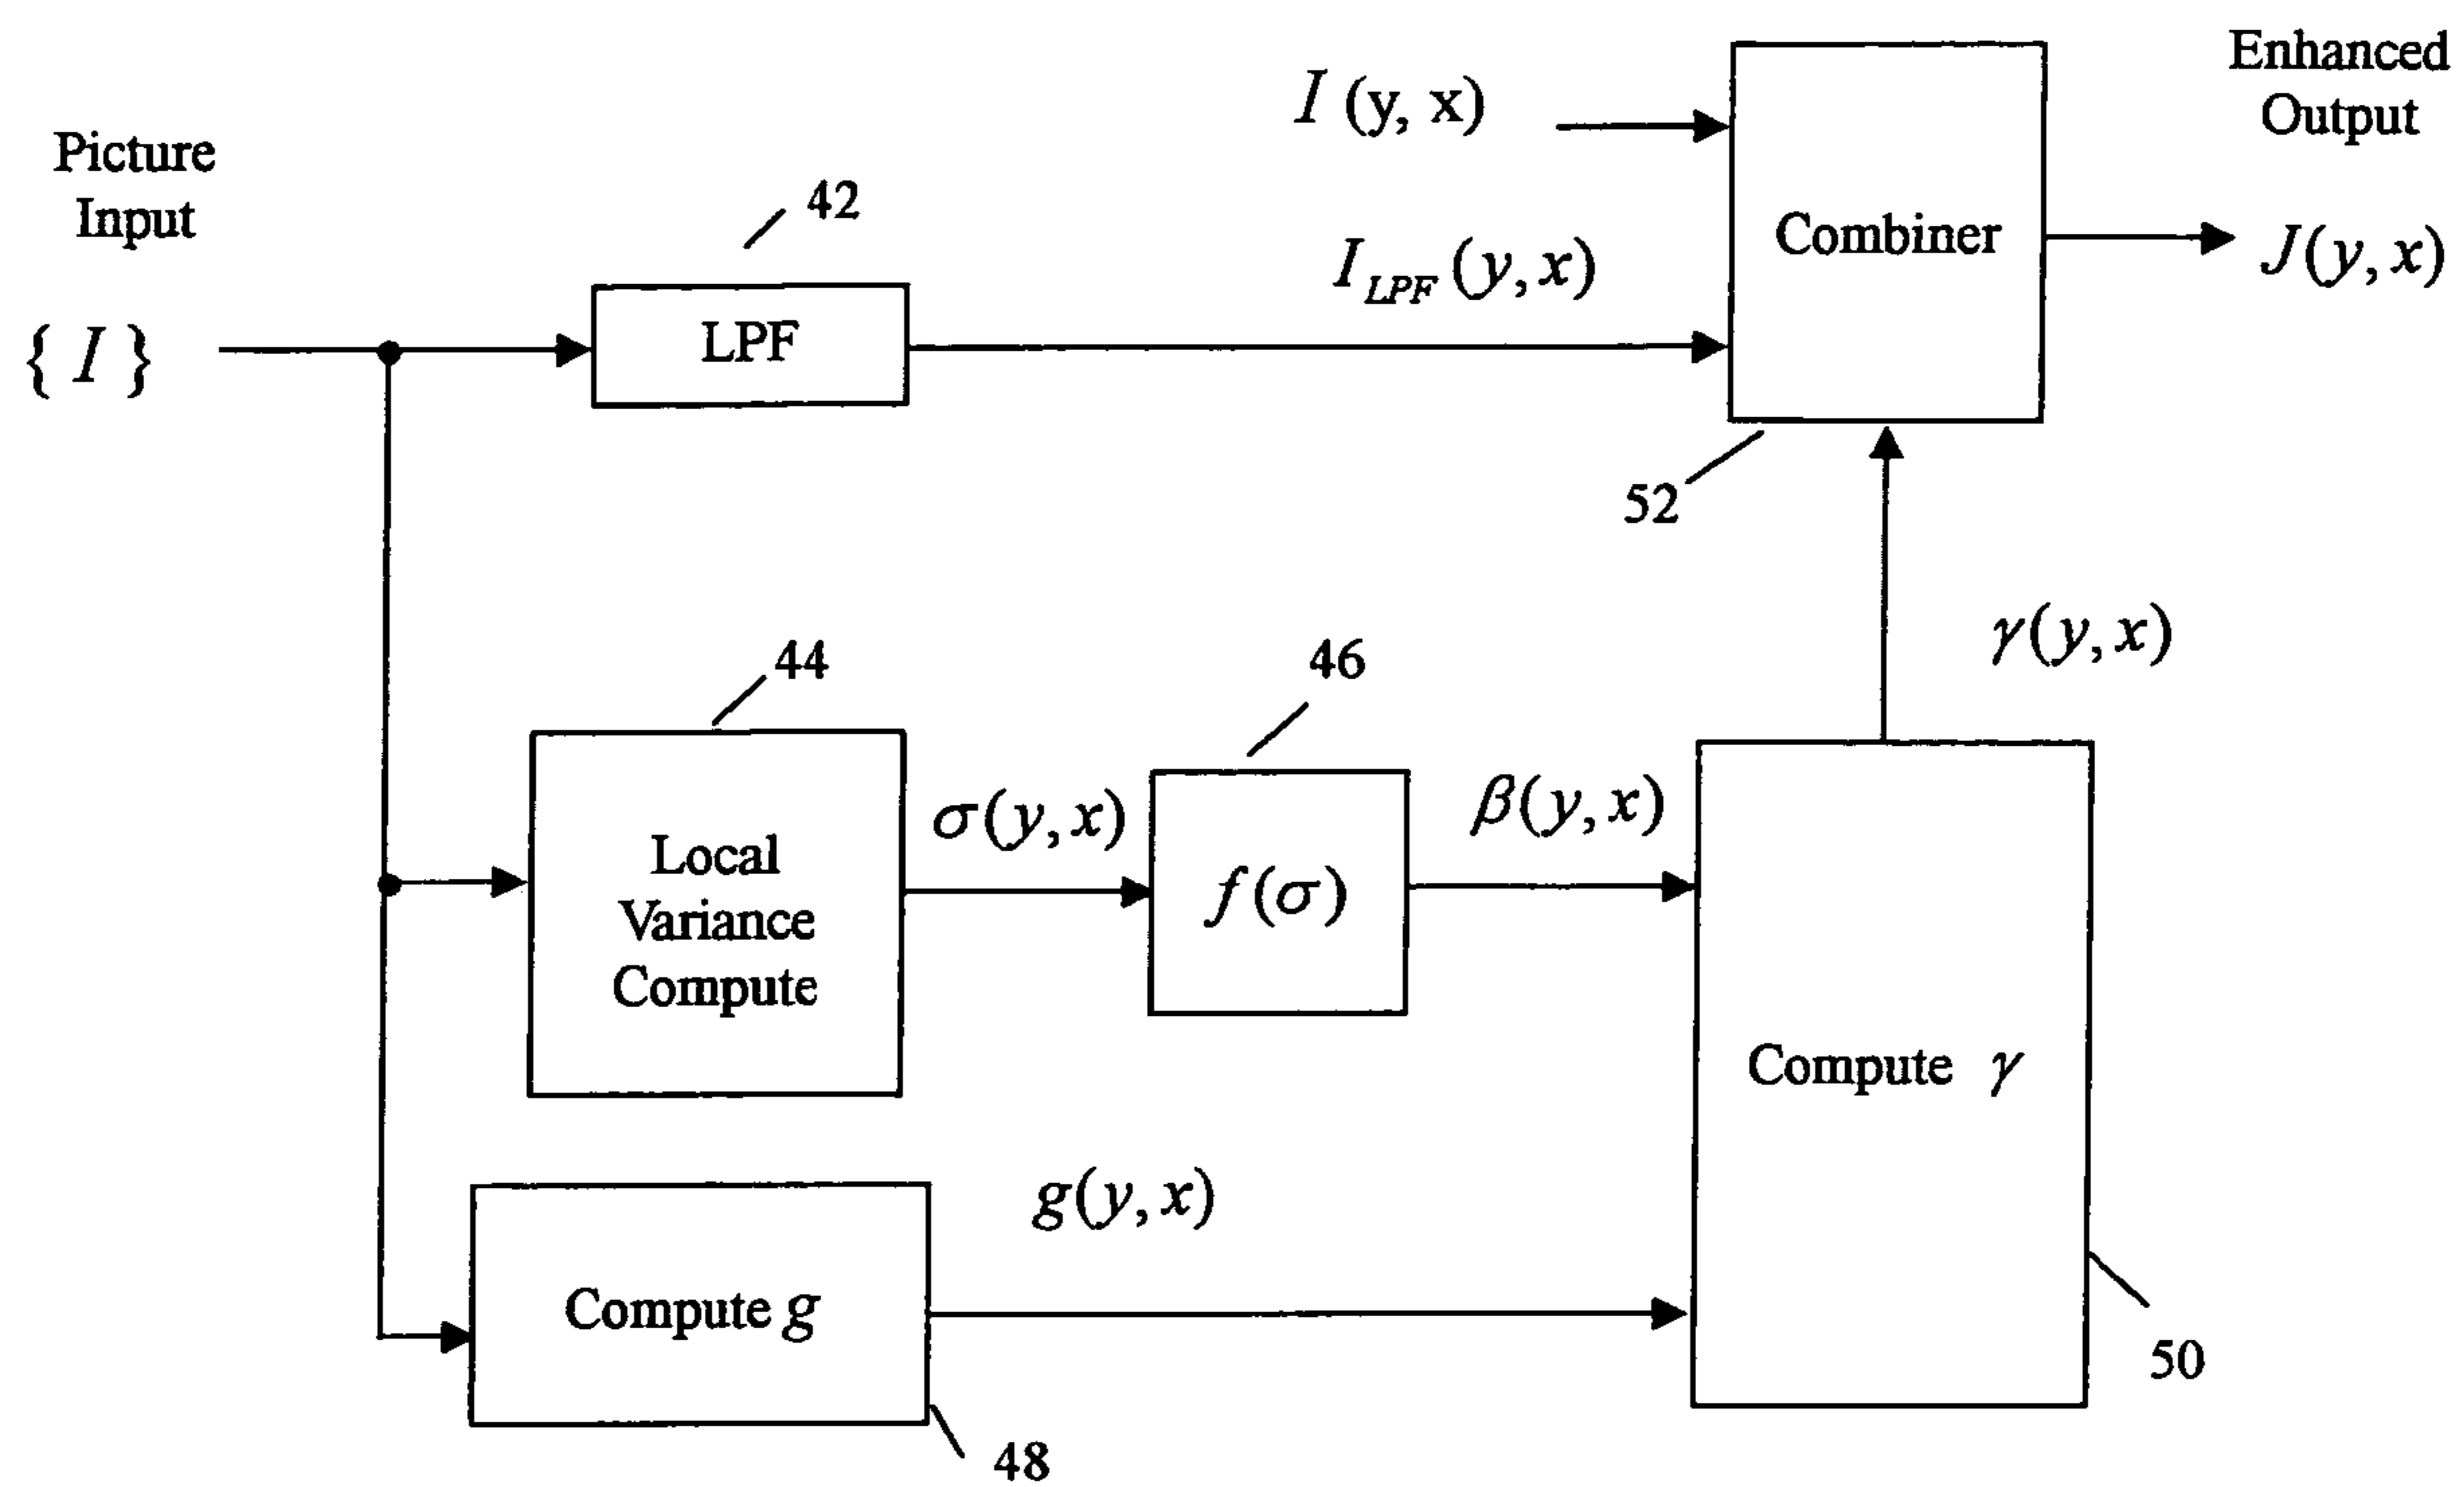 Picture
Input
{ I }
42
LPF
I (y, x)
I_LPF (y, x)
Combiner
52
Enhanced
Output
J(y, x)
γ(y, x)
44
Local
Variance
Compute
σ(y, x)
46
f(σ)
β(y, x)
Compute γ
50
Compute g
g(y, x)
48